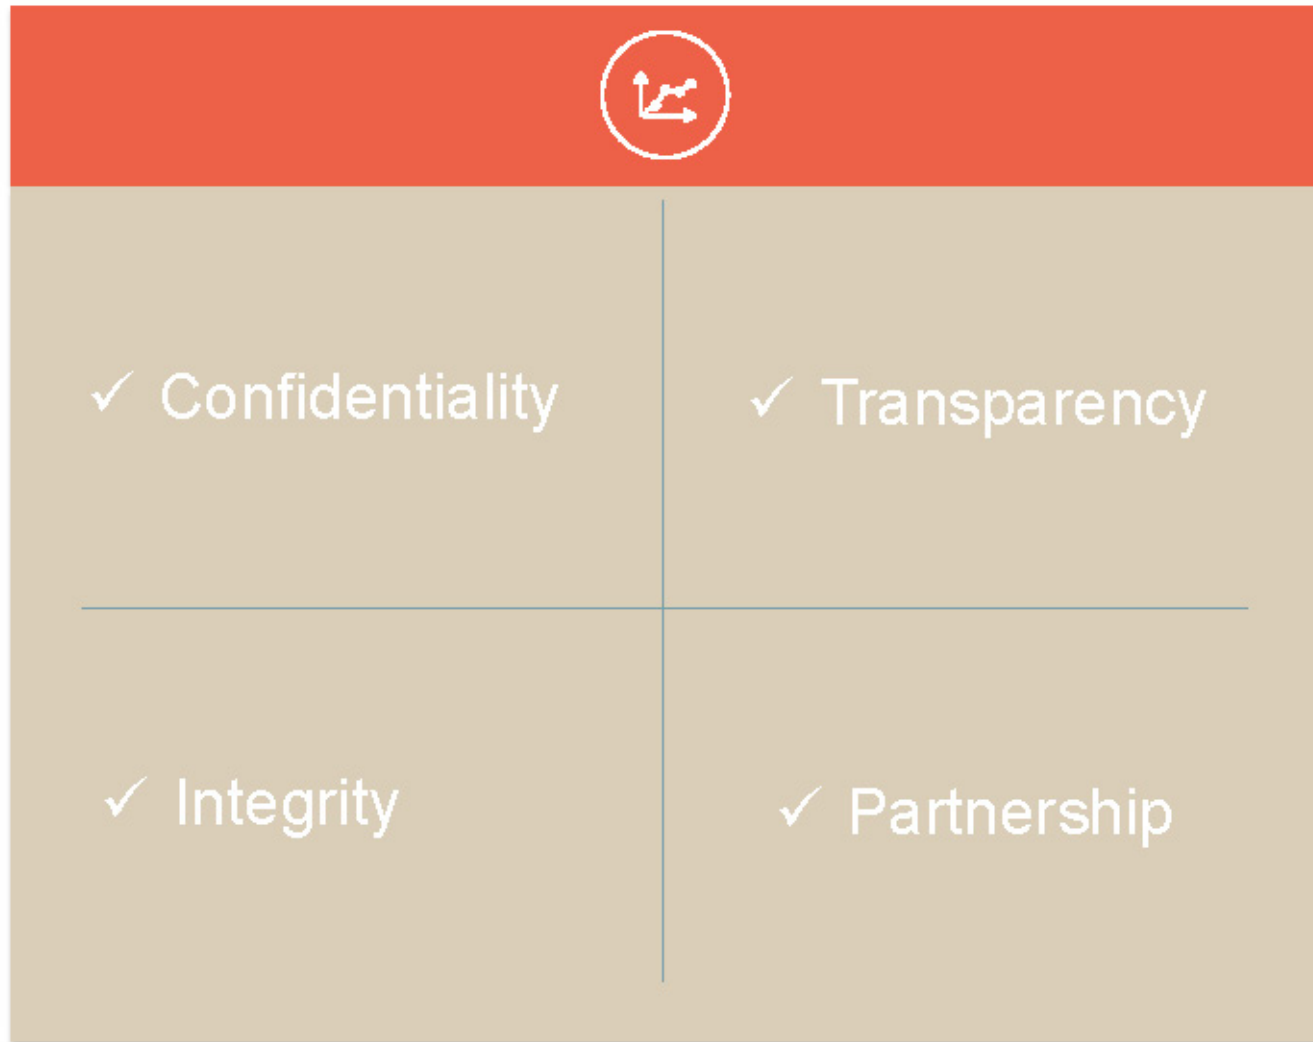 ✓ Confidentiality
✓ Transparency
✓ Integrity
✓ Partnership